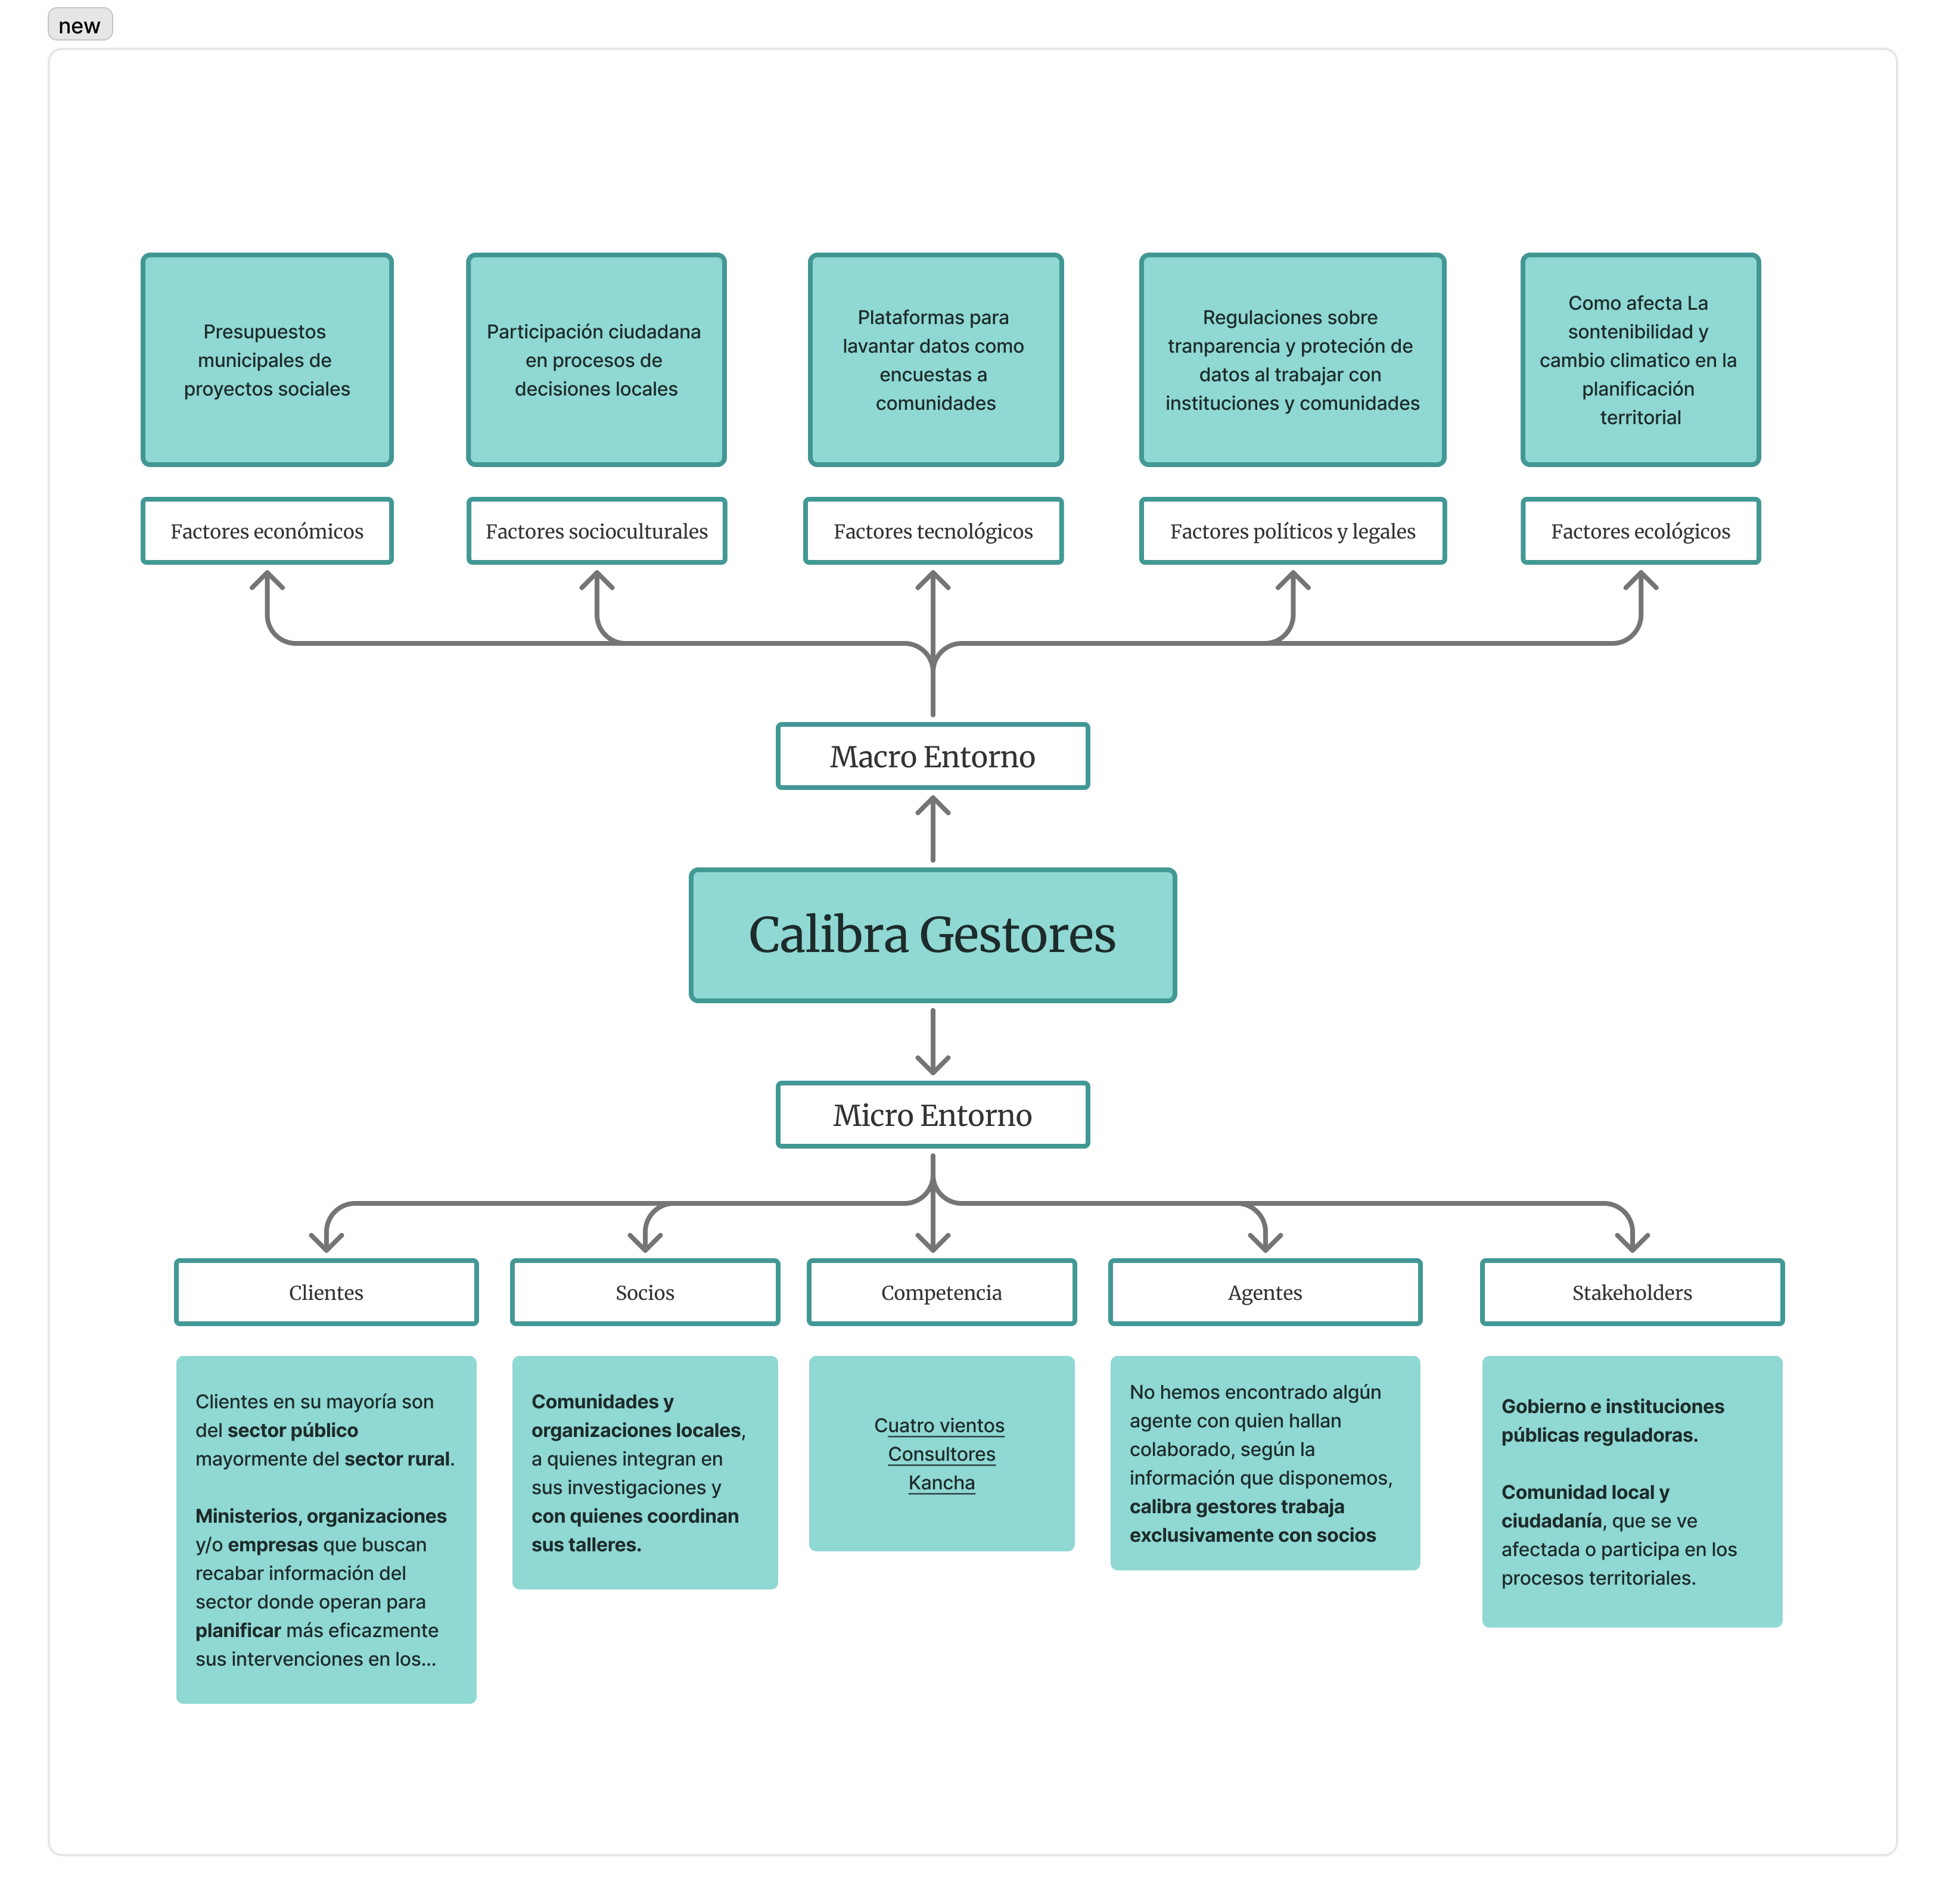 new
Presupuestos
municipales de
proyectos sociales
Participación ciudadana
en procesos de
decisiones locales
Plataformas para
lavantar datos como
encuestas a
comunidades
Regulaciones sobre
tranparencia y proteción de
datos al trabajar con
instituciones y comunidades
Como afecta La
sontenibilidad y
cambio climatico en la
planificación
territorial
Factores económicos
Factores socioculturales
Factores tecnológicos
Factores políticos y legales
Factores ecológicos
Macro Entorno
Calibra Gestores
Micro Entorno
Clientes
Socios
Competencia
Agentes
Stakeholders
Clientes en su mayoría son
del sector público
mayormente del sector rural.
Ministerios, organizaciones
y/o empresas que buscan
recabar información del
sector donde operan para
planificar más eficazmente
sus intervenciones en los...
Comunidades y
organizaciones locales,
a quienes integran en
sus investigaciones y
con quienes coordinan
sus talleres.
Cuatro vientos
Consultores
Kancha
No hemos encontrado algún
agente con quien hallan
colaborado, según la
información que disponemos,
calibra gestores trabaja
exclusivamente con socios
Gobierno e instituciones
públicas reguladoras.
Comunidad local y
ciudadanía, que se ve
afectada o participa en los
procesos territoriales.